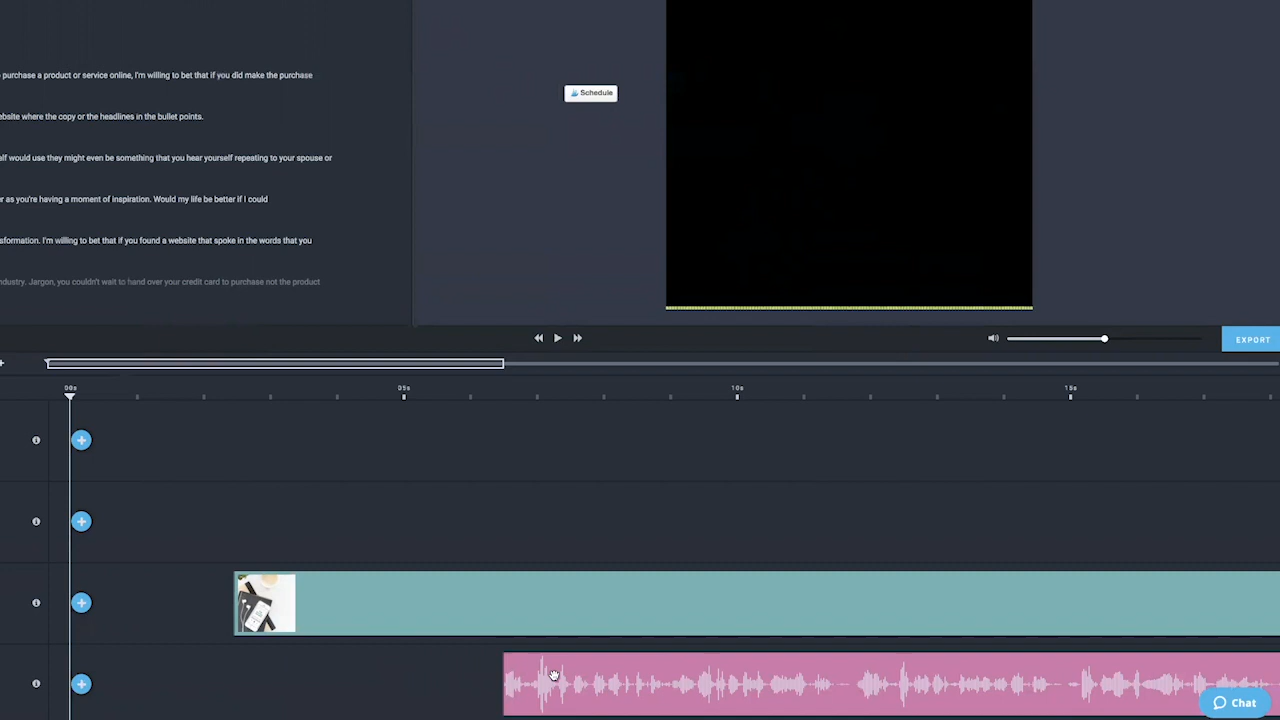 purchase a product or service online, I'm willing to bet that if you did make the purchase
Schedule
ebsite where the copy or the headlines in the bullet points.
elf would use they might even be something that you hear yourself repeating to your spouse or
er as you're having a moment of inspiration. Would my life be better if I could
sformation. I'm willing to bet that if you found a website that spoke in the words that you
ndustry. Jargon, you couldn't wait to hand over your credit card to purchase not the product
EXPORT
00s 05s 10s 15s
Chat